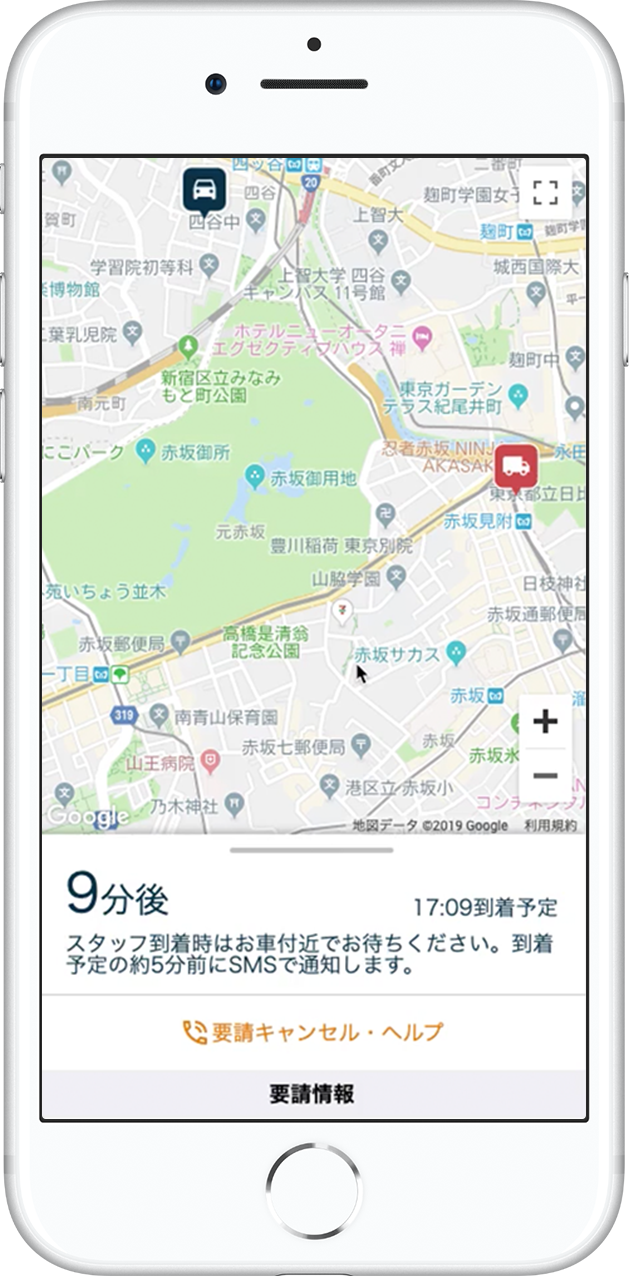 四ッ谷
二番町
20
四谷
麹町学園女子
上智大
四谷中
賀町
麹町
学習院初等科
上智大学 四谷
キャンパス 11号館
城西国際大
楽博物館
二葉乳児院
ホテルニューオータニ
エグゼクティブハウス 禅
麹町中
新宿区立みなみ
もと町公園
東京ガーデン
テラス紀尾井町
南元町
にこパーク
赤坂御所
忍者赤坂 NINJ
AKASAK
永田
赤坂御用地
東京都立日比
赤坂見附
元赤坂
豊川稲荷 東京別院
山脇学園
苑いちょう並木
日枝神社
赤坂通郵便局
赤坂郵便局
高橋是清翁
記念公園
赤坂サカス
一丁目
赤坂
溜
319
南青山保育園
赤坂七郵便局
赤坂
赤坂氷
山王病院
港区立 赤坂小
乃木神社
コンチネンタル
Google
地図データ ©2019 Google
利用規約
9分後
17:09到着予定
スタッフ到着時はお車付近でお待ちください。到着
予定の約5分前にSMSで通知します。
要請キャンセル・ヘルプ
要請情報